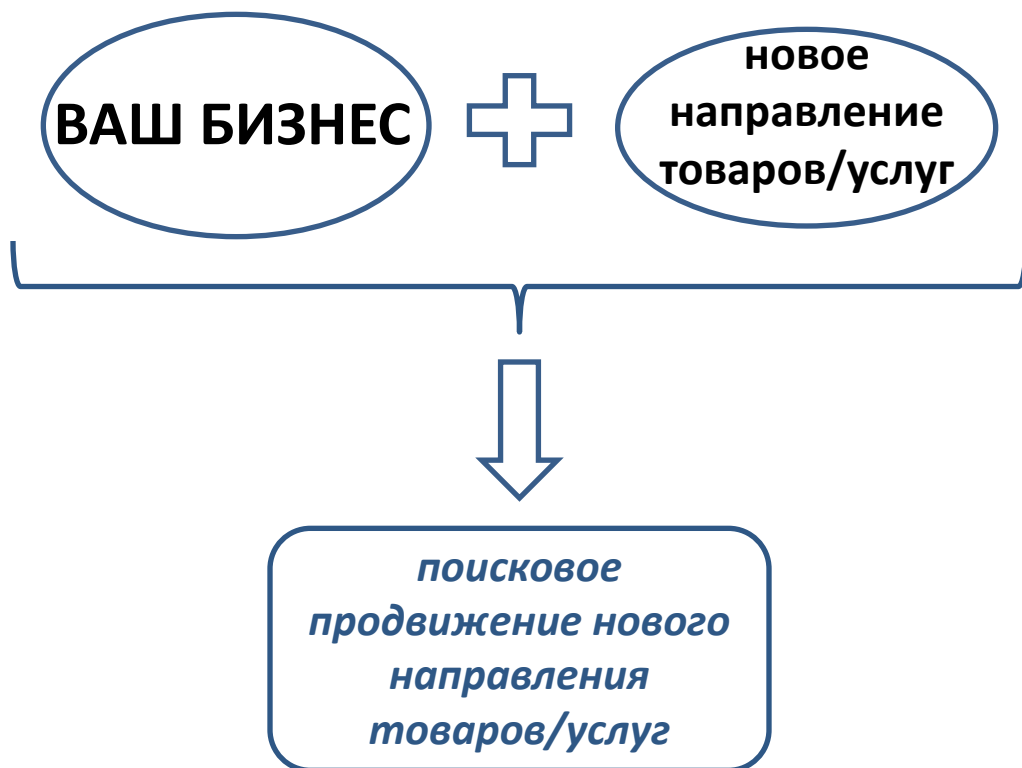 ВАШ БИЗНЕС
новое
направление
товаров/услуг
поисковое
продвижение нового
направления
товаров/услуг